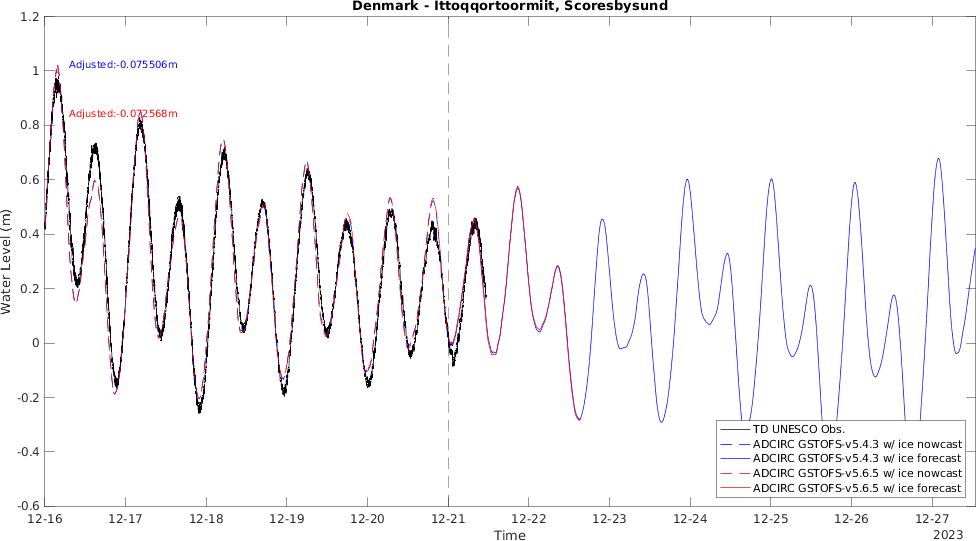 Denmark - Ittoqqortoormiit, Scoresbysund
1.2
1
0.8
0.6
0.4
0.2
0
-0.2
-0.4
-0.6
Water Level (m)
Adjusted:-0.075506m
Adjusted:-0.072568m
TD UNESCO Obs.
ADCIRC GSTOFS-v5.4.3 w/ ice nowcast
ADCIRC GSTOFS-v5.4.3 w/ ice forecast
ADCIRC GSTOFS-v5.6.5 w/ ice nowcast
ADCIRC GSTOFS-v5.6.5 w/ ice forecast
12-16 12-17 12-18 12-19 12-20 12-21 12-22 12-23 12-24 12-25 12-26 12-27
Time
2023